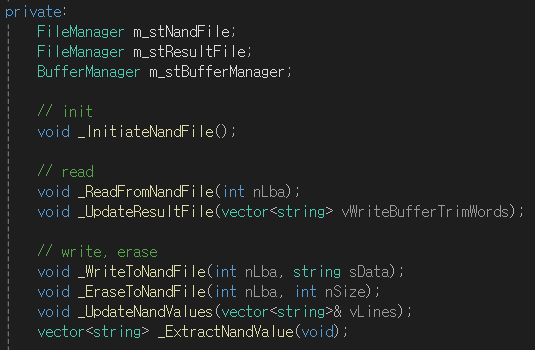 private:
FileManager m_stNandFile;
FileManager m_stResultFile;
BufferManager m_stBufferManager;
// init
void _InitiateNandFile();
// read
void _ReadFromNandFile(int nLba);
void _UpdateResultFile(vector<string> vWriteBufferTrimWords);
// write, erase
void _WriteToNandFile(int nLba, string sData);
void _EraseToNandFile(int nLba, int nSize);
void _UpdateNandValues(vector<string>& vLines);
vector<string> _ExtractNandValue(void);